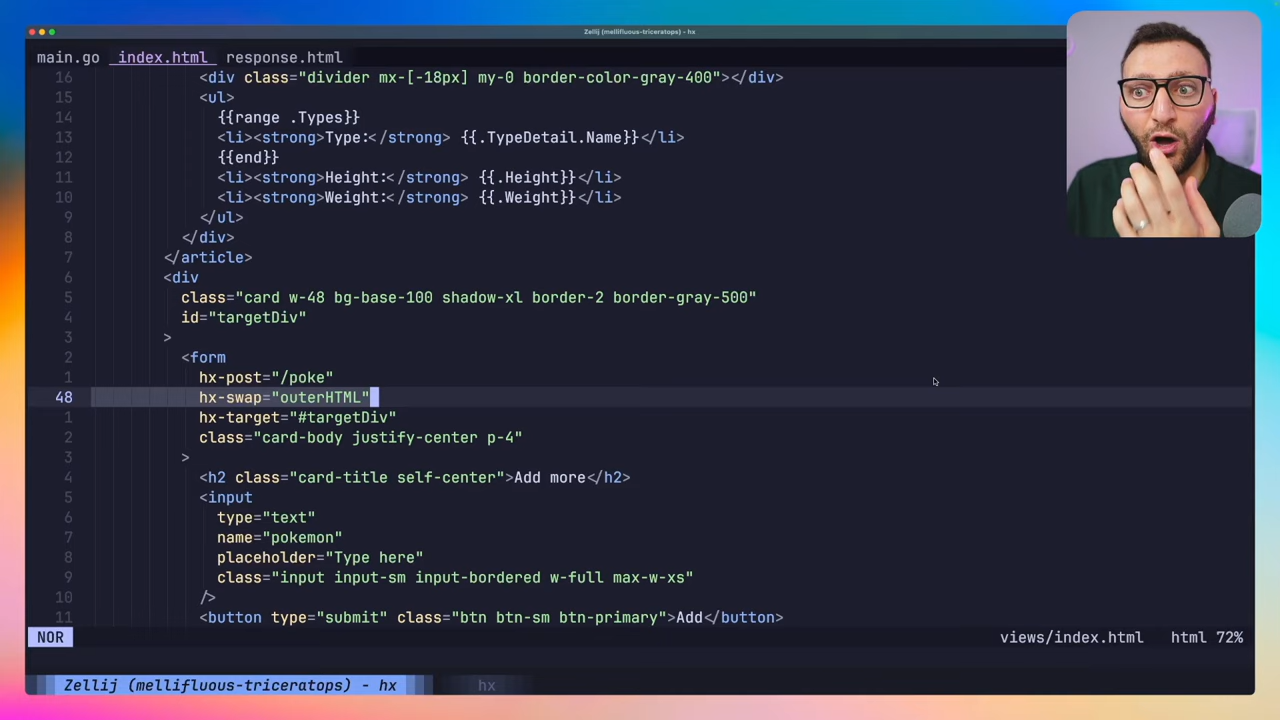 Zellij (mellifluous-triceratops) - hx
main.go index.html response.html
16 <div class="divider mx-[-18px] my-0 border-color-gray-400"></div>
15 <ul>
14 {{range .Types}}
13 <li><strong>Type:</strong> {{.TypeDetail.Name}}</li>
12 {{end}}
11 <li><strong>Height:</strong> {{.Height}}</li>
10 <li><strong>Weight:</strong> {{.Weight}}</li>
9 </ul>
8 </div>
7 </article>
6 <div
5 class="card w-48 bg-base-100 shadow-xl border-2 border-gray-500"
4 id="targetDiv"
3 >
2 <form
1 hx-post="/poke"
48 hx-swap="outerHTML"
1 hx-target="#targetDiv"
2 class="card-body justify-center p-4"
3 >
4 <h2 class="card-title self-center">Add more</h2>
5 <input
6 type="text"
7 name="pokemon"
8 placeholder="Type here"
9 class="input input-sm input-bordered w-full max-w-xs"
10 />
11 <button type="submit" class="btn btn-sm btn-primary">Add</button>
NOR views/index.html html 72%
Zellij (mellifluous-triceratops) - hx hx